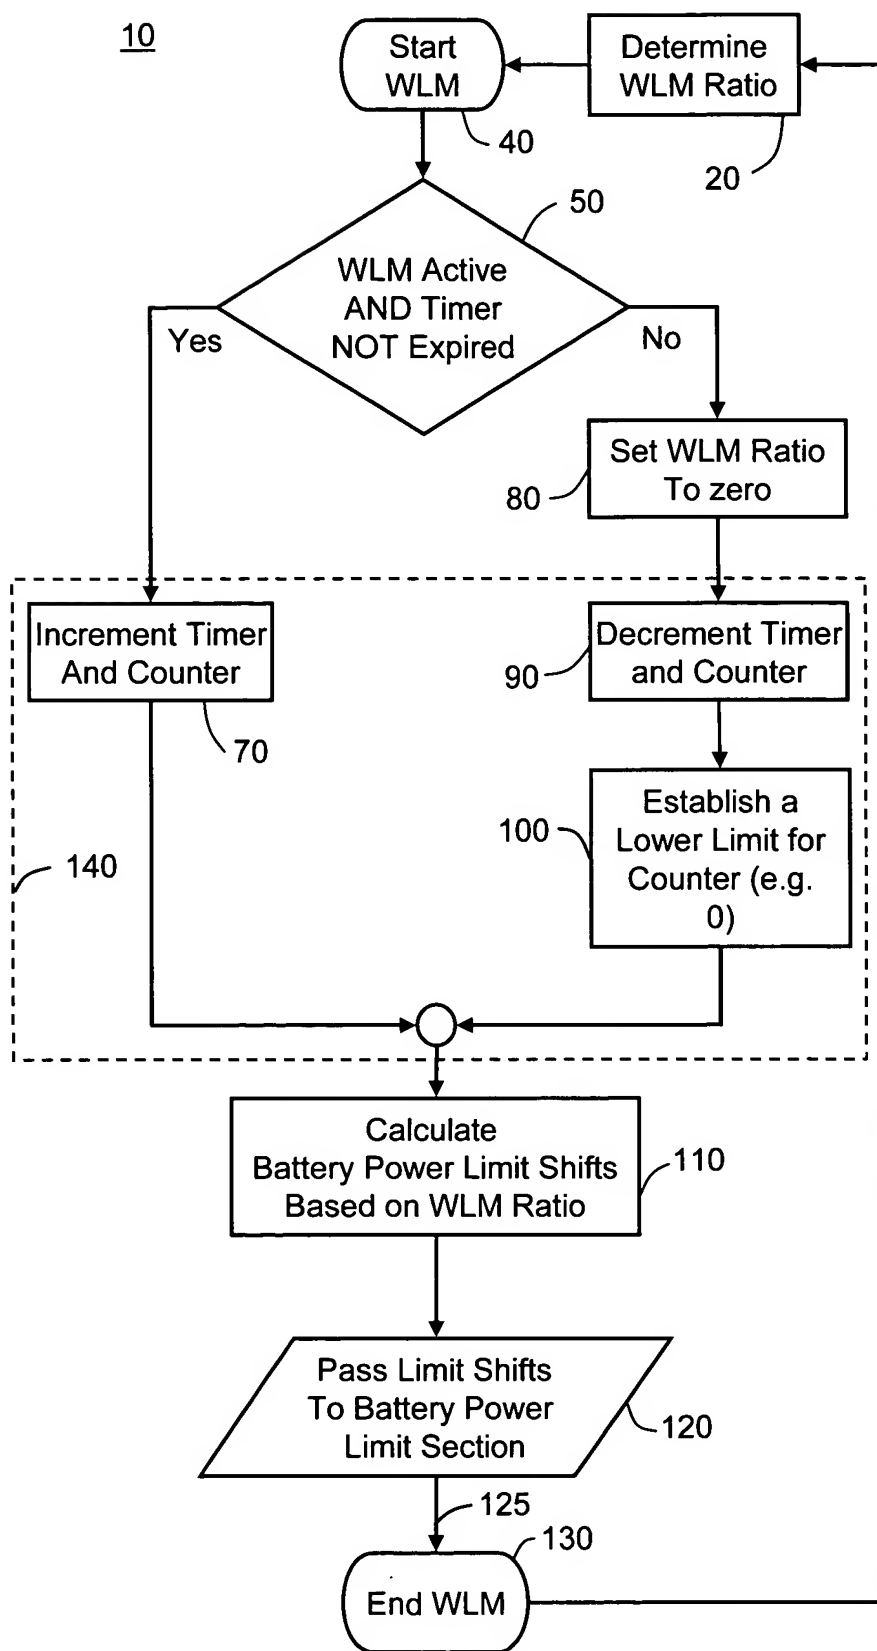 10
Start
WLM
40
Determine
WLM Ratio
20
50
WLM Active
AND Timer
NOT Expired
Yes
No
Set WLM Ratio
To zero
80
Increment Timer
And Counter
70
Decrement Timer
and Counter
90
Establish a
Lower Limit for
Counter (e.g.
0)
100
140
Calculate
Battery Power Limit Shifts
Based on WLM Ratio
110
Pass Limit Shifts
To Battery Power
Limit Section
120
125
130
End WLM